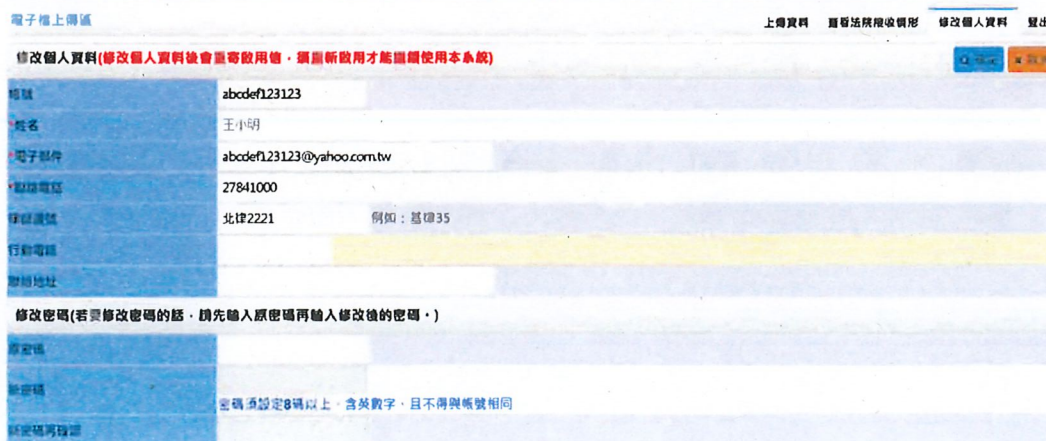 電子檔上傳區
上傳資料 查看法院接收情形 修改個人資料 登出
修改個人資料(修改個人資料後會重寄啟用信，須重新啟用才能繼續使用本系統)
確定 取消
帳號 abcdef123123
*姓名 王小明
*電子郵件 abcdef123123@yahoo.com.tw
*聯絡電話 27841000
律師證號 北律2221 例如：基律35
行動電話
聯絡地址
修改密碼(若要修改密碼的話，請先輸入原密碼再輸入修改後的密碼。)
原密碼
新密碼
密碼須設定8碼以上，含英數字，且不得與帳號相同
新密碼再確認